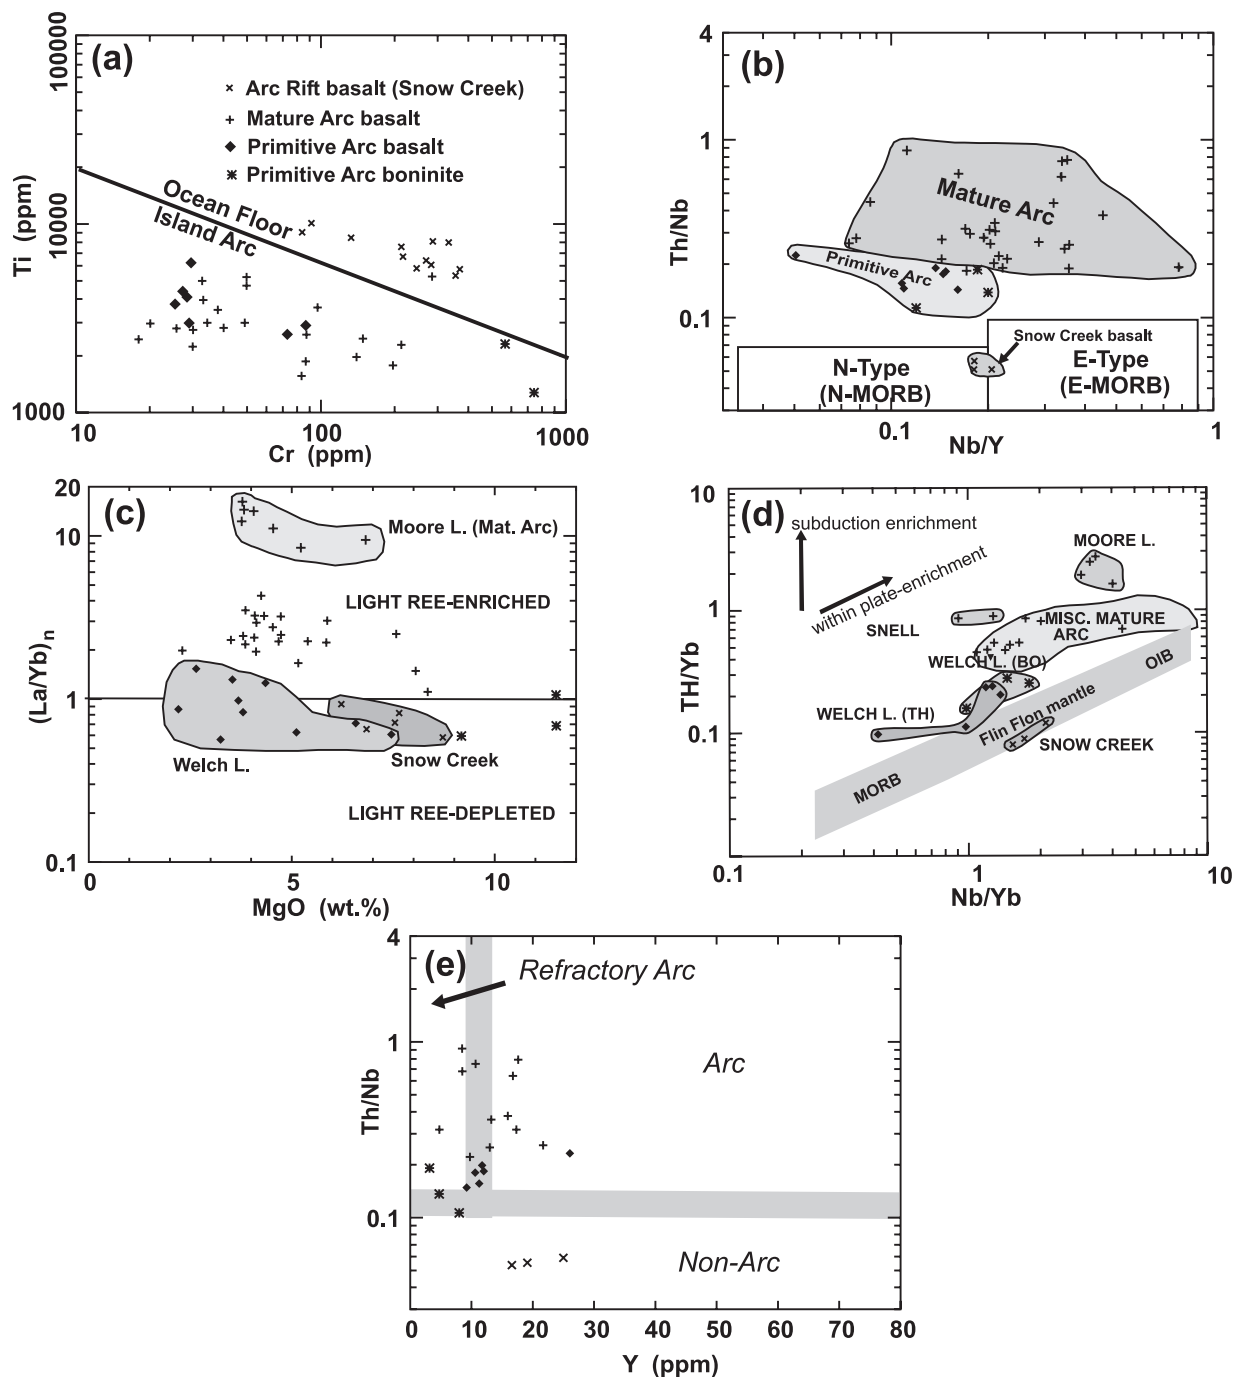 (a)
100000
10000
1000
Ti (ppm)
Arc Rift basalt (Snow Creek)
Mature Arc basalt
Primitive Arc basalt
Primitive Arc boninite
Ocean Floor
Island Arc
10
100
1000
Cr (ppm)
(b)
4
1
0.1
Th/Nb
Mature Arc
Primitive Arc
Snow Creek basalt
N-Type
(N-MORB)
E-Type
(E-MORB)
0.1
1
Nb/Y
(c)
20
10
1
0.1
(La/Yb)n
Moore L. (Mat. Arc)
LIGHT REE-ENRICHED
Welch L.
Snow Creek
LIGHT REE-DEPLETED
0
5
10
MgO (wt.%)
(d)
10
1
0.1
TH/Yb
subduction enrichment
within plate-enrichment
MOORE L.
SNELL
MISC. MATURE
ARC
WELCH L. (BO)
WELCH L. (TH)
OIB
Flin Flon mantle
MORB
SNOW CREEK
0.1
1
10
Nb/Yb
(e)
4
1
0.1
Th/Nb
Refractory Arc
Arc
Non-Arc
0
10
20
30
40
50
60
70
80
Y (ppm)